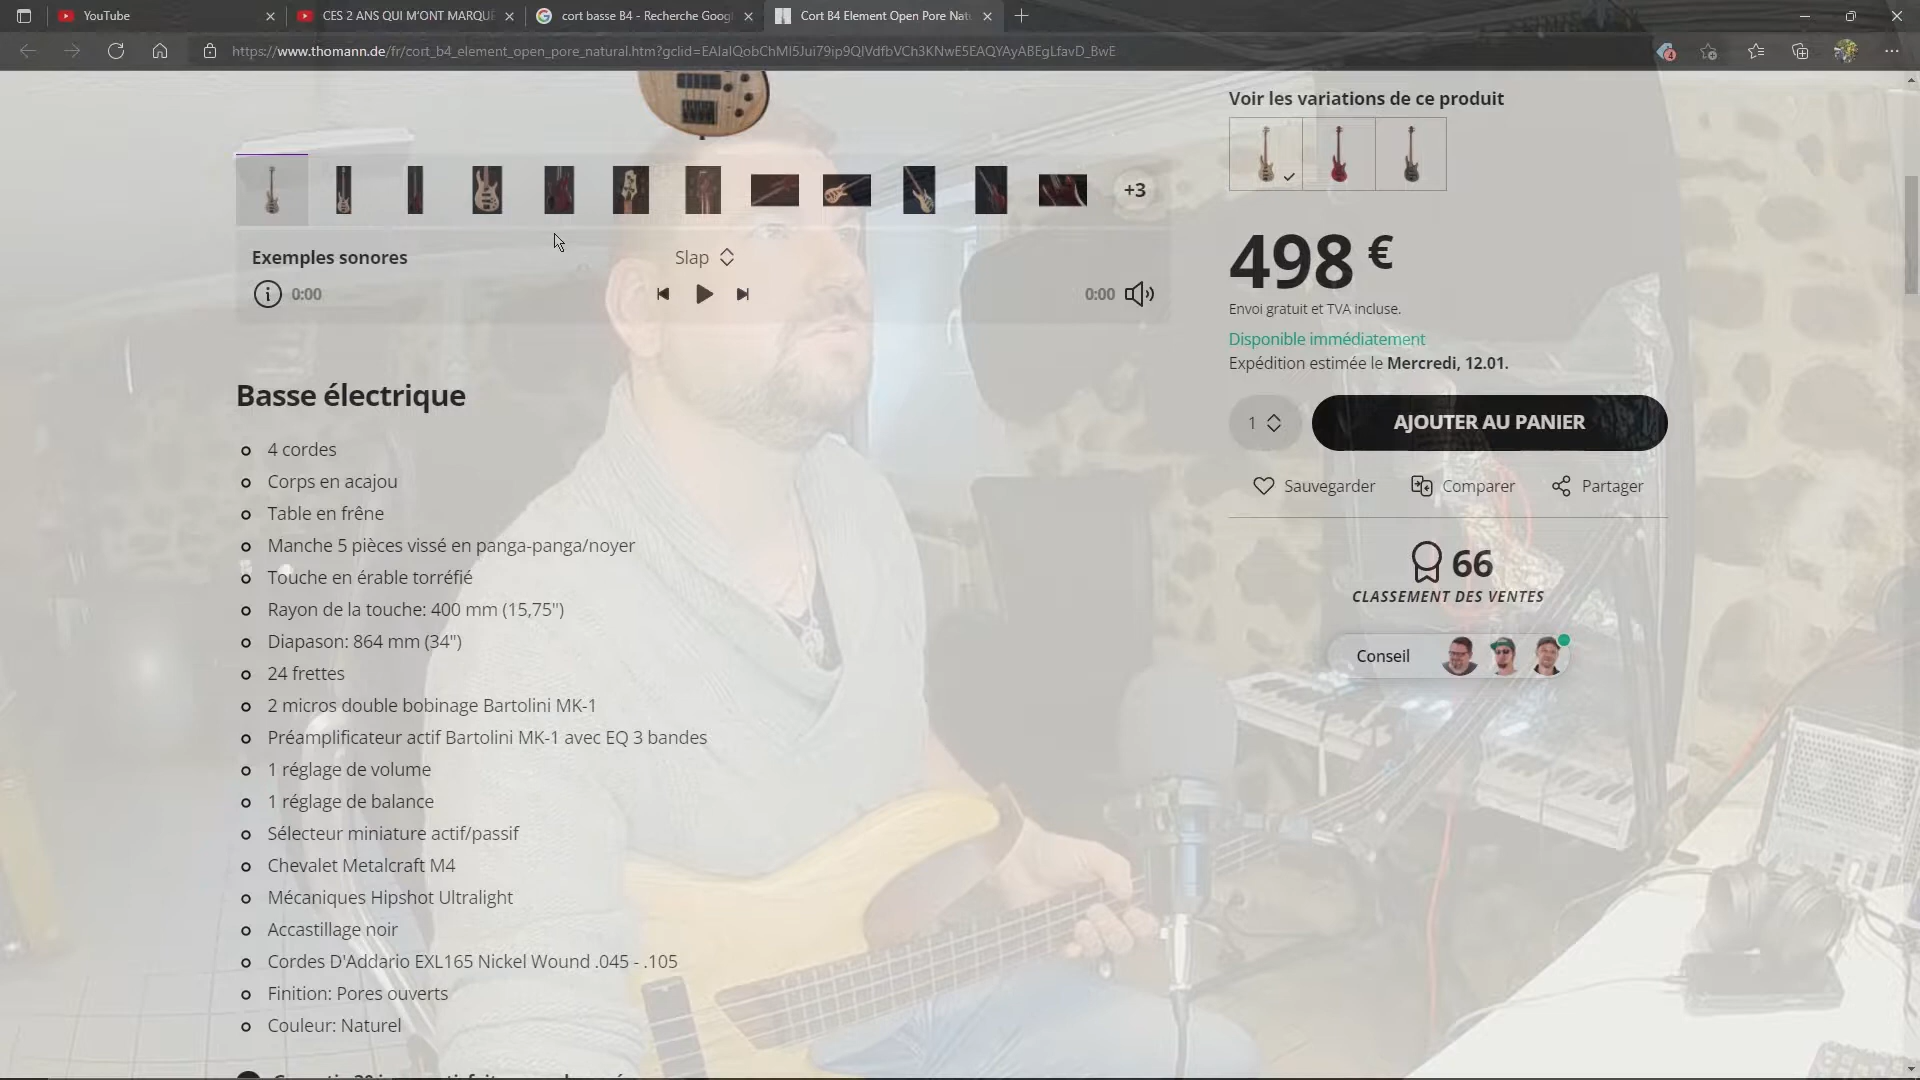 YouTube
CES 2 ANS QUI M'ONT MARQUÉ
cort basse B4 - Recherche Goog
Cort B4 Element Open Pore Nat
https://www.thomann.de/fr/cort_b4_element_open_pore_natural.htm?gclid=EAIaIQobChMI5Jui79ip9QIVdfbVCh3KNwE5EAQYAyABEgLfavD_BwE
4
Voir les variations de ce produit
+3
Exemples sonores
Slap
0:00
0:00
498 €
Envoi gratuit et TVA incluse.
Disponible immédiatement
Expédition estimée le Mercredi, 12.01.
1
AJOUTER AU PANIER
Sauvegarder
Comparer
Partager
66
CLASSEMENT DES VENTES
Conseil
Basse électrique
4 cordes
Corps en acajou
Table en frêne
Manche 5 pièces vissé en panga-panga/noyer
Touche en érable torréfié
Rayon de la touche: 400 mm (15,75")
Diapason: 864 mm (34")
24 frettes
2 micros double bobinage Bartolini MK-1
Préamplificateur actif Bartolini MK-1 avec EQ 3 bandes
1 réglage de volume
1 réglage de balance
Sélecteur miniature actif/passif
Chevalet Metalcraft M4
Mécaniques Hipshot Ultralight
Accastillage noir
Cordes D'Addario EXL165 Nickel Wound .045 - .105
Finition: Pores ouverts
Couleur: Naturel